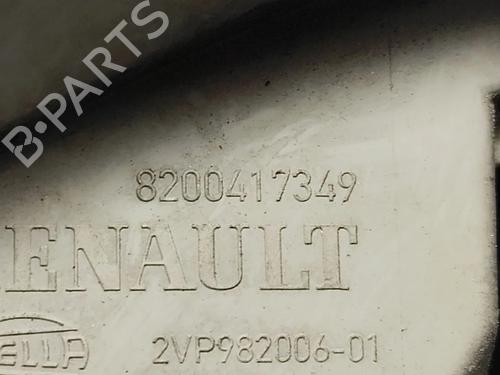 B-PARTS
8200417349
RENAULT
HELLA 2VP982006-01